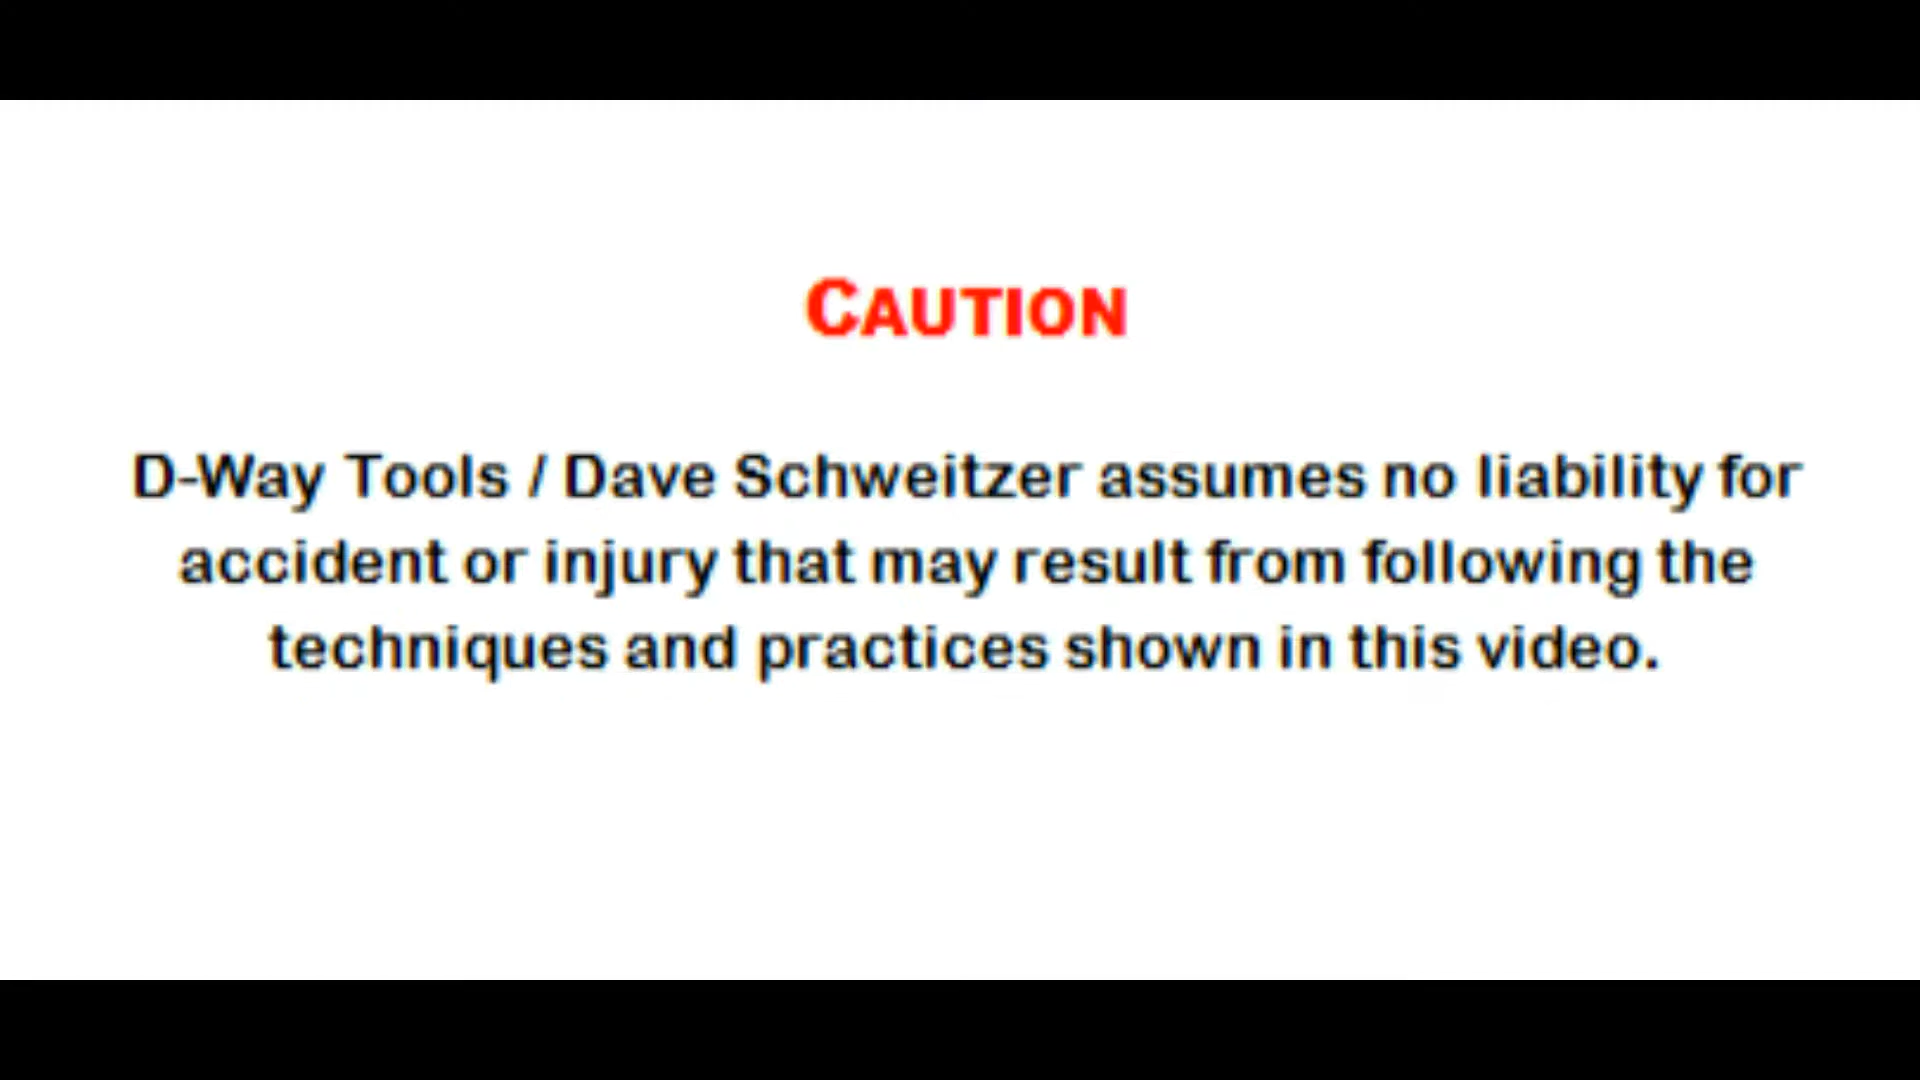 CAUTION
D-Way Tools / Dave Schweitzer assumes no liability for
accident or injury that may result from following the
techniques and practices shown in this video.